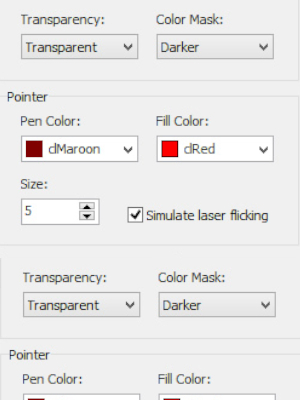 Transparency: Color Mask:
Transparent Darker
Pointer
Pen Color: Fill Color:
clMaroon clRed
Size:
5 Simulate laser flicking
Transparency: Color Mask:
Transparent Darker
Pointer
Pen Color: Fill Color: